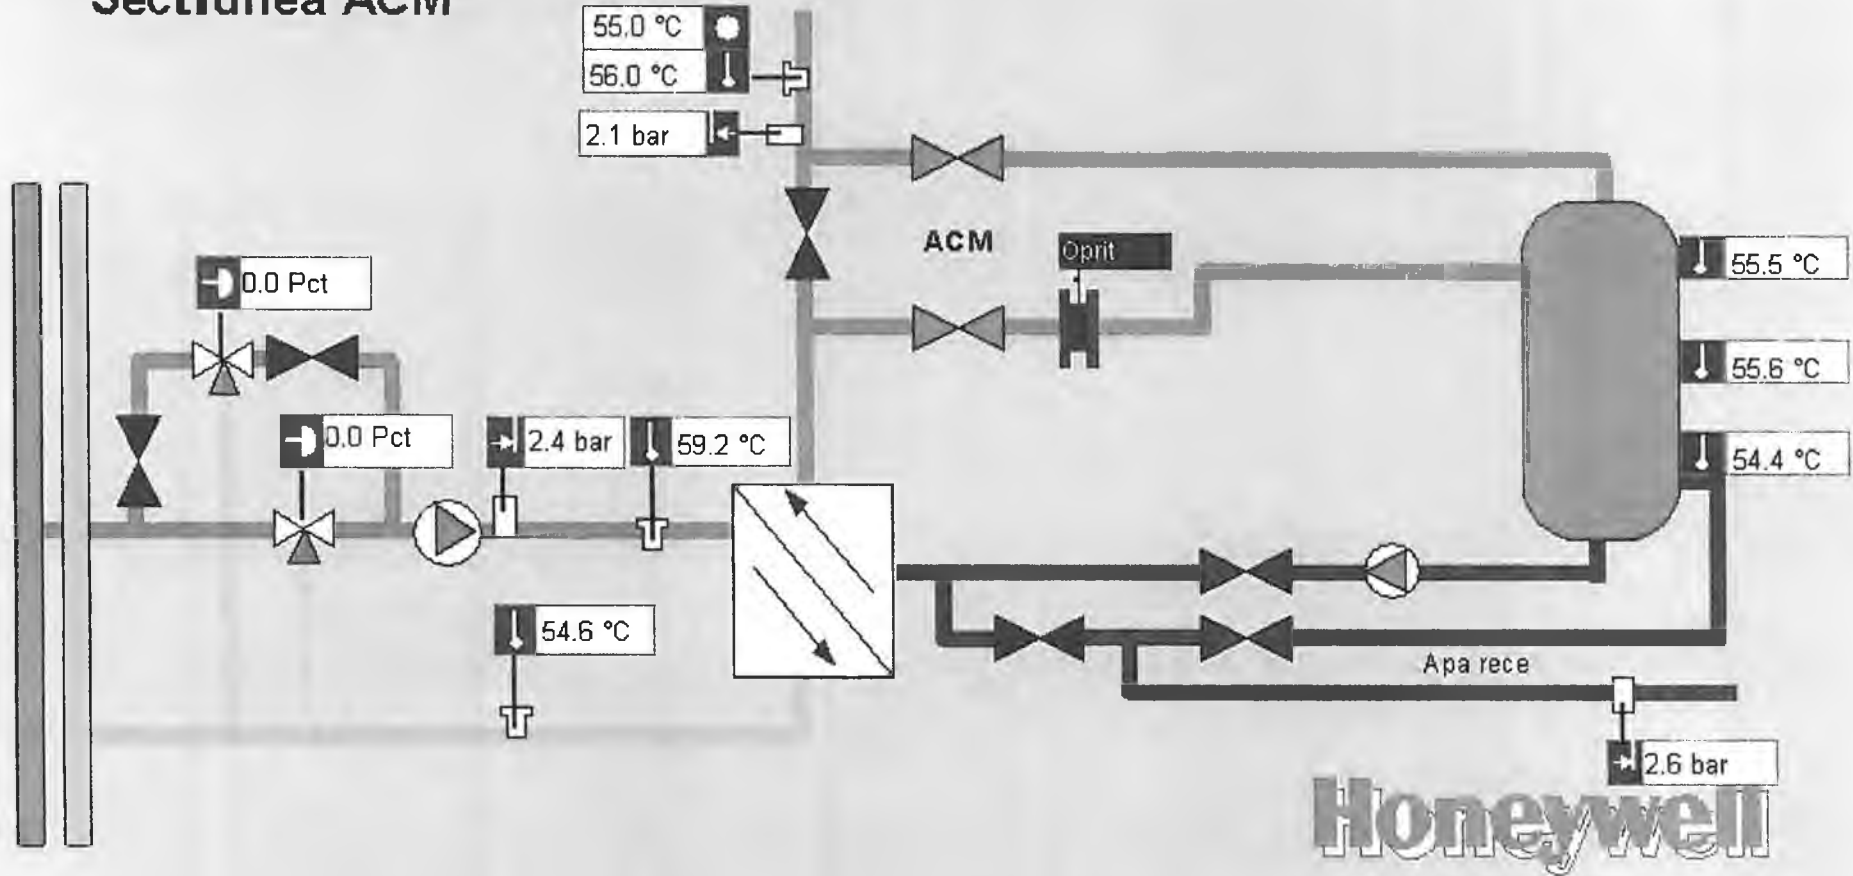 Sectiunea ACM
55.0 °C
56.0 °C
2.1 bar
ACM
Oprit
0.0 Pct
55.5 °C
55.6 °C
0.0 Pct
2.4 bar
59.2 °C
54.4 °C
54.6 °C
Apa rece
2.6 bar
Honeywell